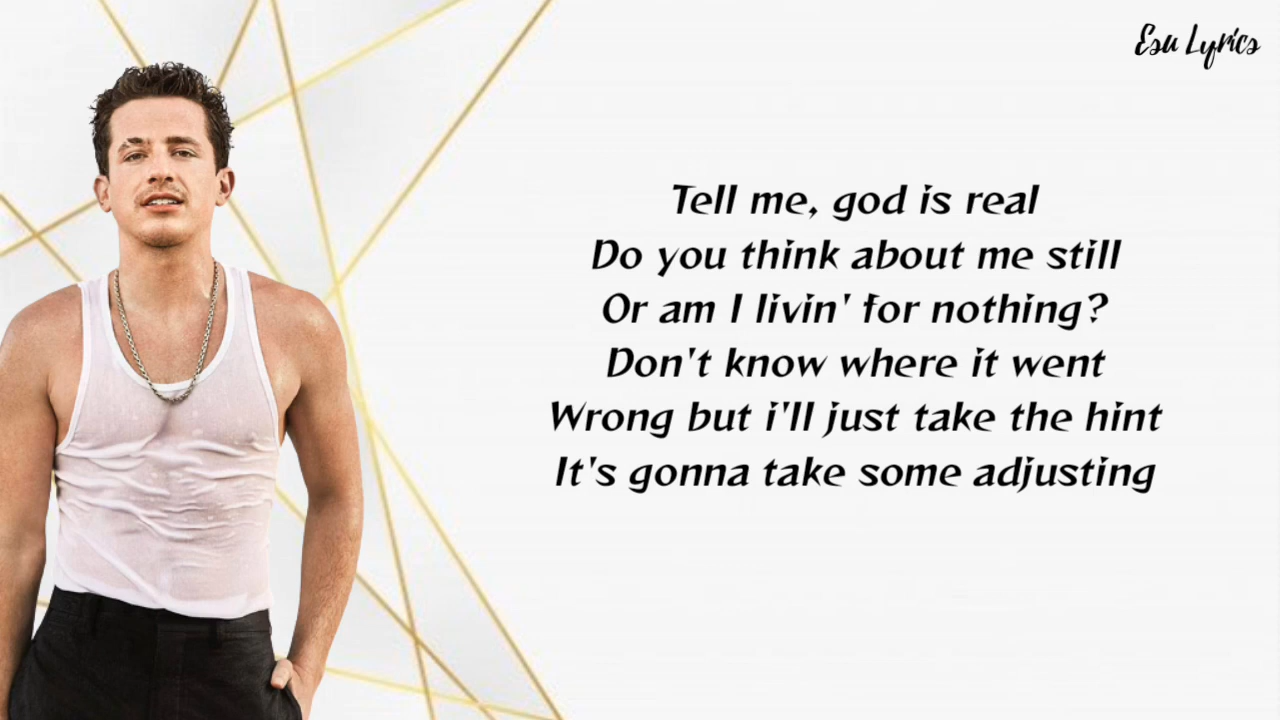 Esu Lyrics
Tell me, god is real
Do you think about me still
Or am I livin' for nothing?
Don't know where it went
Wrong but i'll just take the hint
It's gonna take some adjusting